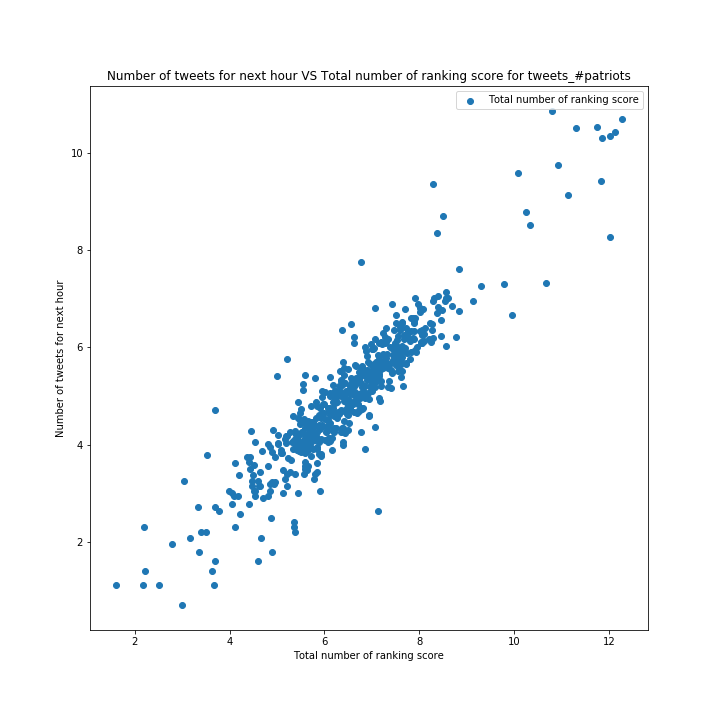 Number of tweets for next hour VS Total number of ranking score for tweets_#patriots
Total number of ranking score
10
8
6
4
2
Number of tweets for next hour
2 4 6 8 10 12
Total number of ranking score